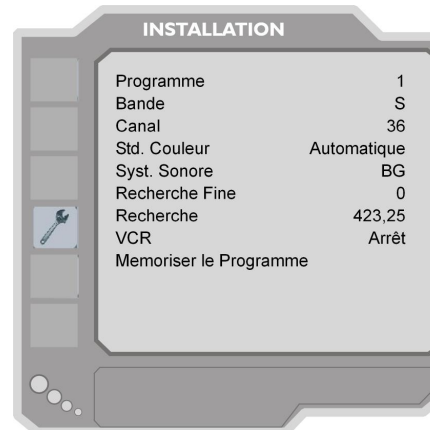 INSTALLATION
Programme 1
Bande S
Canal 36
Std. Couleur Automatique
Syst. Sonore BG
Recherche Fine 0
Recherche 423,25
VCR Arrêt
Memoriser le Programme